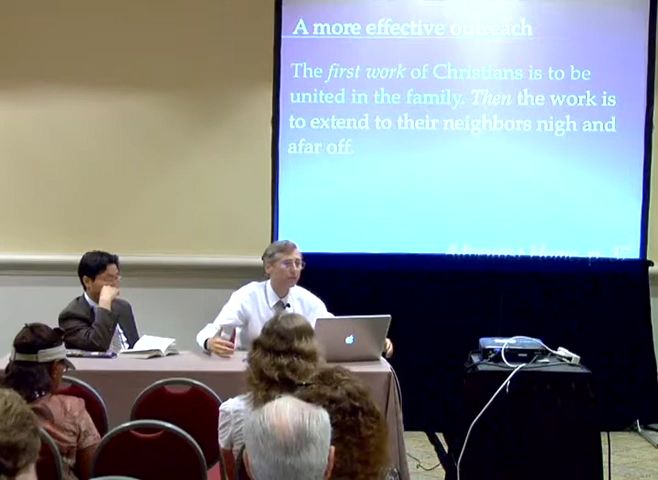 A more effective outreach
The first work of Christians is to be
united in the family. Then the work is
to extend to their neighbors nigh and
afar off.